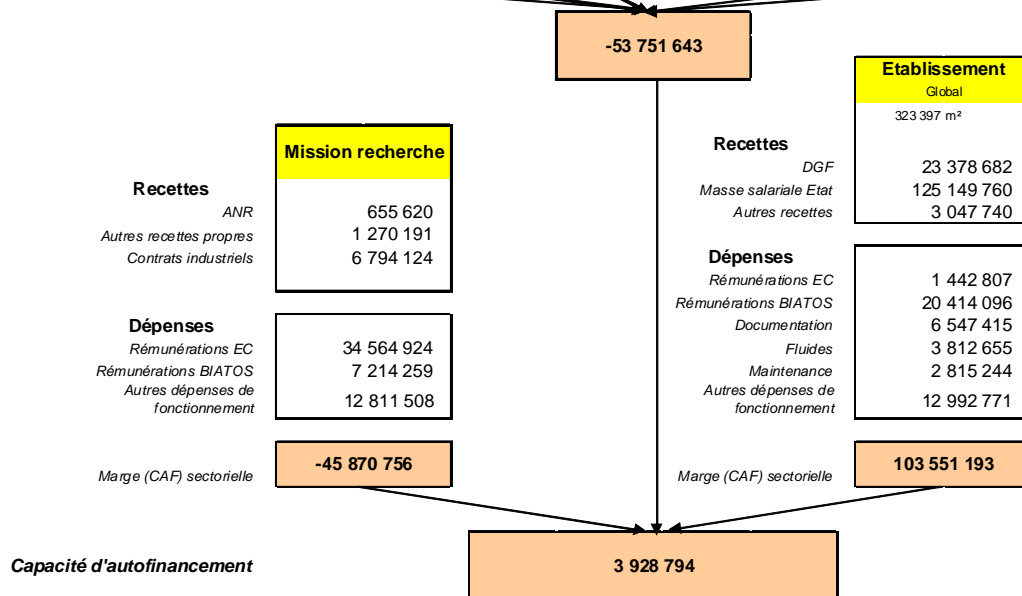 -53 751 643
Mission recherche
Recettes
ANR 655 620
Autres recettes propres 1 270 191
Contrats industriels 6 794 124
Dépenses
Rémunérations EC 34 564 924
Rémunérations BIATOS 7 214 259
Autres dépenses de
fonctionnement 12 811 508
Marge (CAF) sectorielle -45 870 756
Etablissement
Global
323 397 m²
Recettes
DGF 23 378 682
Masse salariale Etat 125 149 760
Autres recettes 3 047 740
Dépenses
Rémunérations EC 1 442 807
Rémunérations BIATOS 20 414 096
Documentation 6 547 415
Fluides 3 812 655
Maintenance 2 815 244
Autres dépenses de
fonctionnement 12 992 771
Marge (CAF) sectorielle 103 551 193
Capacité d'autofinancement 3 928 794